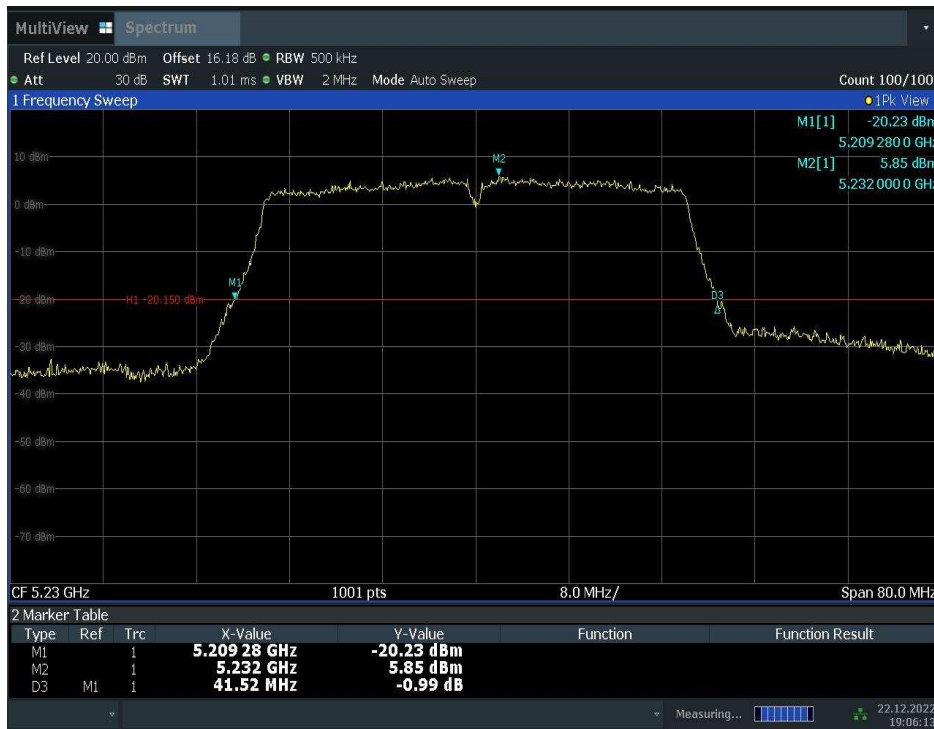 MultiView Spectrum
Ref Level 20.00 dBm Offset 16.18 dB RBW 500 kHz
Att 30 dB SWT 1.01 ms VBW 2 MHz Mode Auto Sweep Count 100/100
1 Frequency Sweep 1Pk View
M1[1] -20.23 dBm
5.209 280 0 GHz
M2[1] 5.85 dBm
5.232 000 0 GHz
10 dBm
M2
0 dBm
-10 dBm
M1
-20 dBm H1 -20.150 dBm D3
-30 dBm
-40 dBm
-50 dBm
-60 dBm
-70 dBm
CF 5.23 GHz 1001 pts 8.0 MHz/ Span 80.0 MHz
2 Marker Table
Type Ref Trc X-Value Y-Value Function Function Result
M1 1 5.209 28 GHz -20.23 dBm
M2 1 5.232 GHz 5.85 dBm
D3 M1 1 41.52 MHz -0.99 dB
Measuring... 22.12.2022
19:06:13